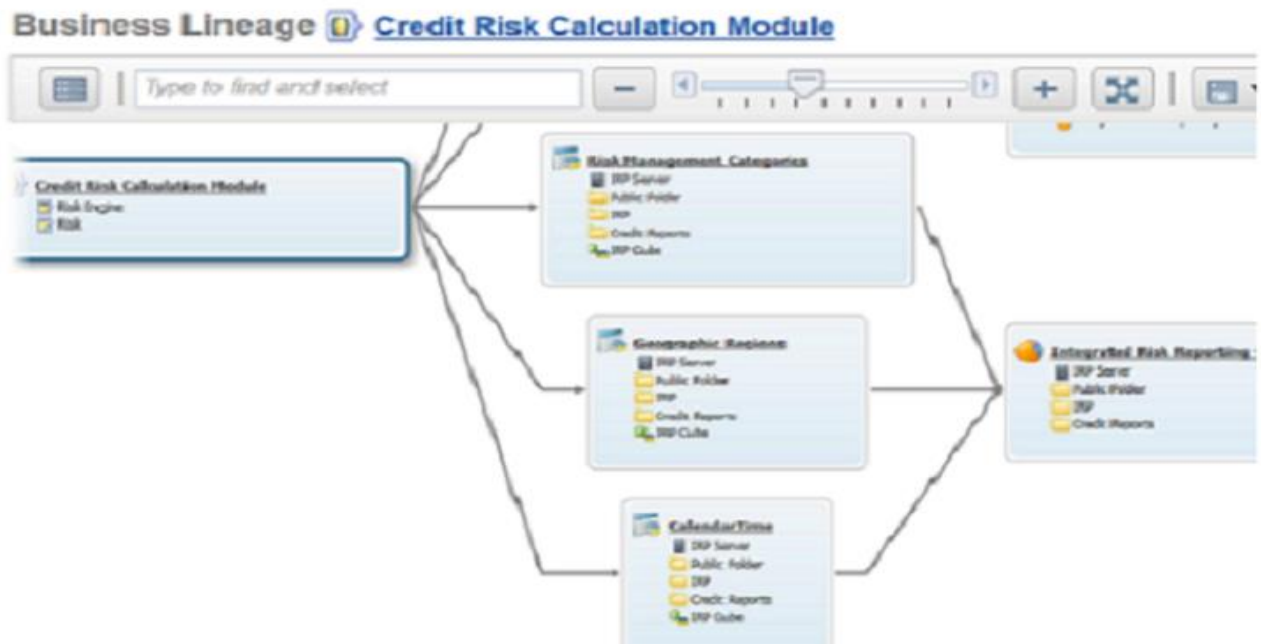 Business Lineage Credit Risk Calculation Module
Type to find and select
Credit Risk Calculation Module
Risk Engine
Risk
Risk Management Categories
IRP Server
Public Folder
IRP
Credit Reports
IRP Cube
Geographic Regions
IRP Server
Public Folder
IRP
Credit Reports
IRP Cube
CalendarTime
IRP Server
Public Folder
IRP
Credit Reports
IRP Cube
Integrated Risk Reporting
IRP Server
Public Folder
IRP
Credit Reports